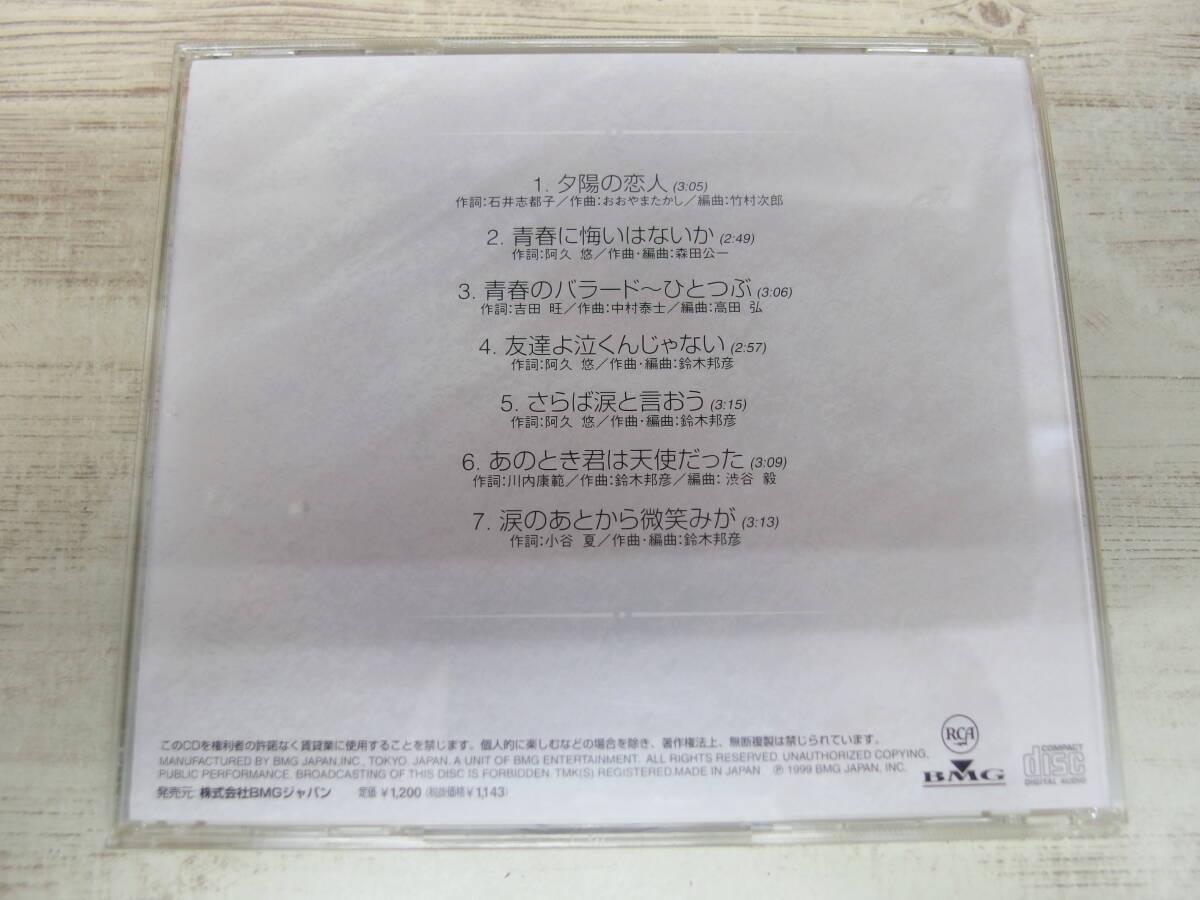 1. 夕陽の恋人 (3:05)
作詞:石井志都子／作曲:おおやまたかし／編曲:竹村次郎
2. 青春に悔いはないか (2:49)
作詞:阿久 悠／作曲・編曲:森田公一
3. 青春のバラード〜ひとつぶ (3:06)
作詞:吉田 旺／作曲:中村泰士／編曲:高田 弘
4. 友達よ泣くんじゃない (2:57)
作詞:阿久 悠／作曲・編曲:鈴木邦彦
5. さらば涙と言おう (3:15)
作詞:阿久 悠／作曲・編曲:鈴木邦彦
6. あのとき君は天使だった (3:09)
作詞:川内康範／作曲:鈴木邦彦／編曲: 渋谷 毅
7. 涙のあとから微笑みが (3:13)
作詞:小谷 夏／作曲・編曲:鈴木邦彦
このCDを権利者の許諾なく賃貸業に使用することを禁じます。個人的に楽しむなどの場合を除き、著作権法上、無断複製は禁じられています。
MANUFACTURED BY BMG JAPAN,INC., TOKYO, JAPAN. A UNIT OF BMG ENTERTAINMENT. ALL RIGHTS RESERVED. UNAUTHORIZED COPYING,
PUBLIC PERFORMANCE. BROADCASTING OF THIS DISC IS FORBIDDEN. TMK(S) REGISTERED.MADE IN JAPAN ℗ 1999 BMG JAPAN, INC.
発売元: 株式会社BMGジャパン 定価 ¥1,200 (税抜価格¥1,143)
RCA
BMG
COMPACT
disc
DIGITAL AUDIO